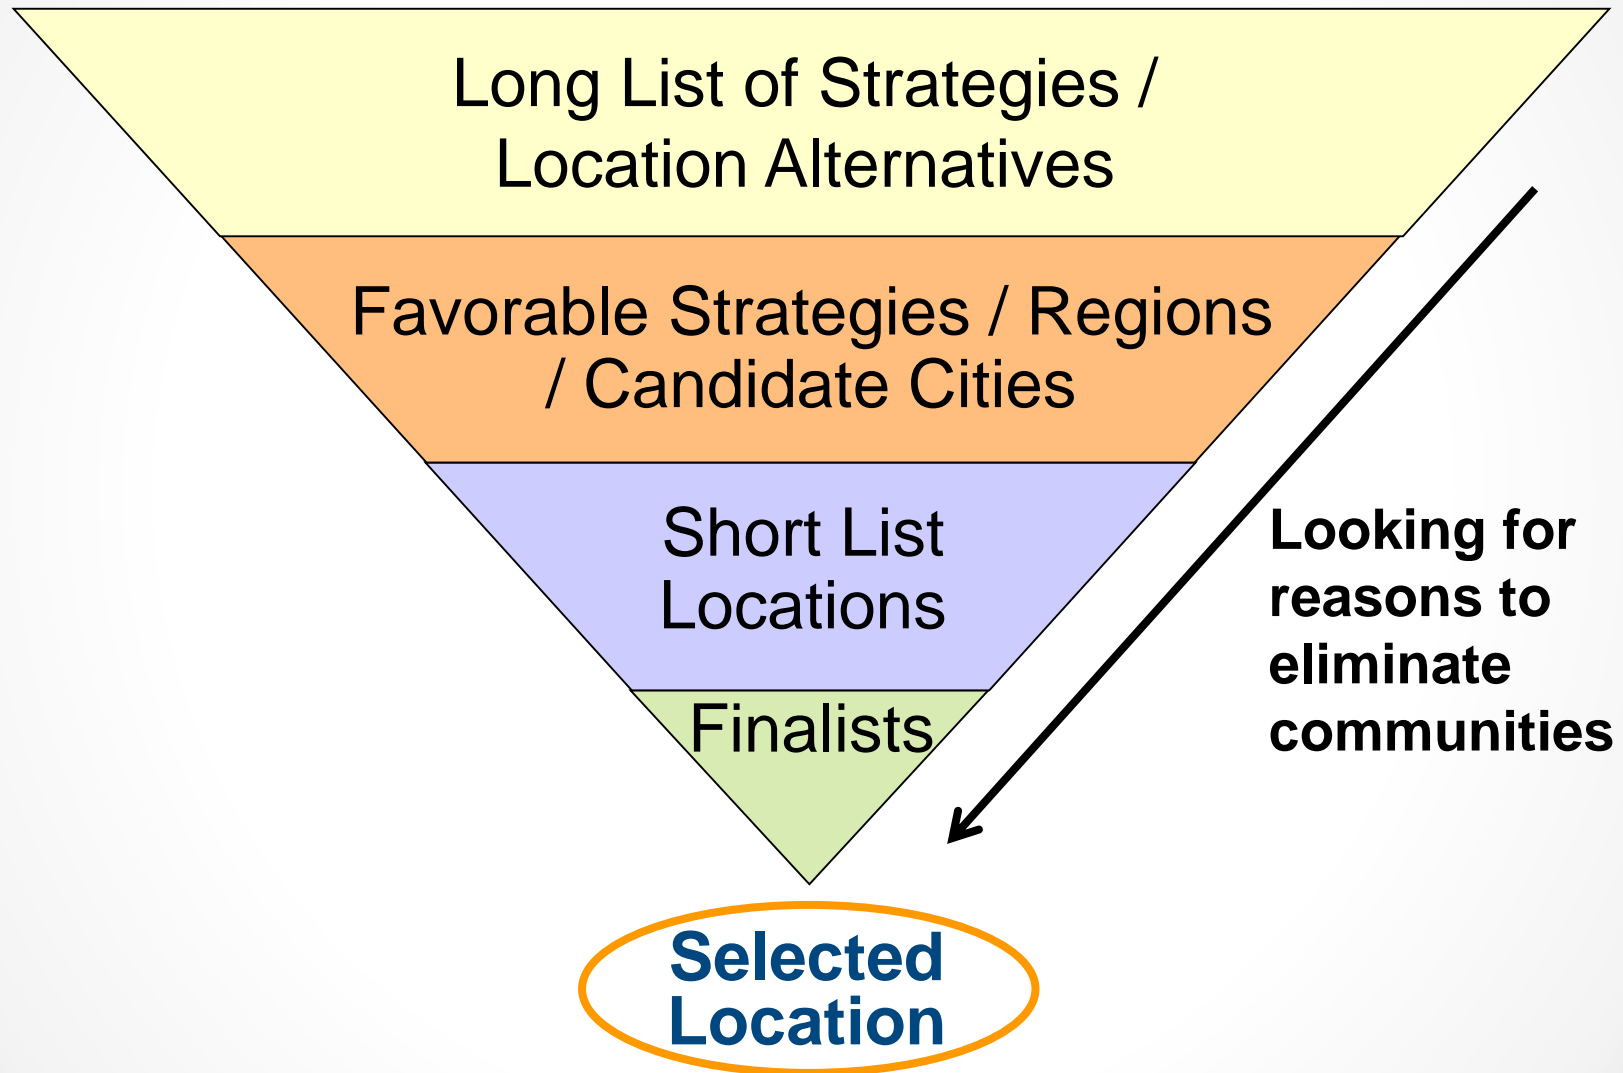 Long List of Strategies /
Location Alternatives
Favorable Strategies / Regions
/ Candidate Cities
Short List
Locations
Finalists
Looking for
reasons to
eliminate
communities
Selected
Location